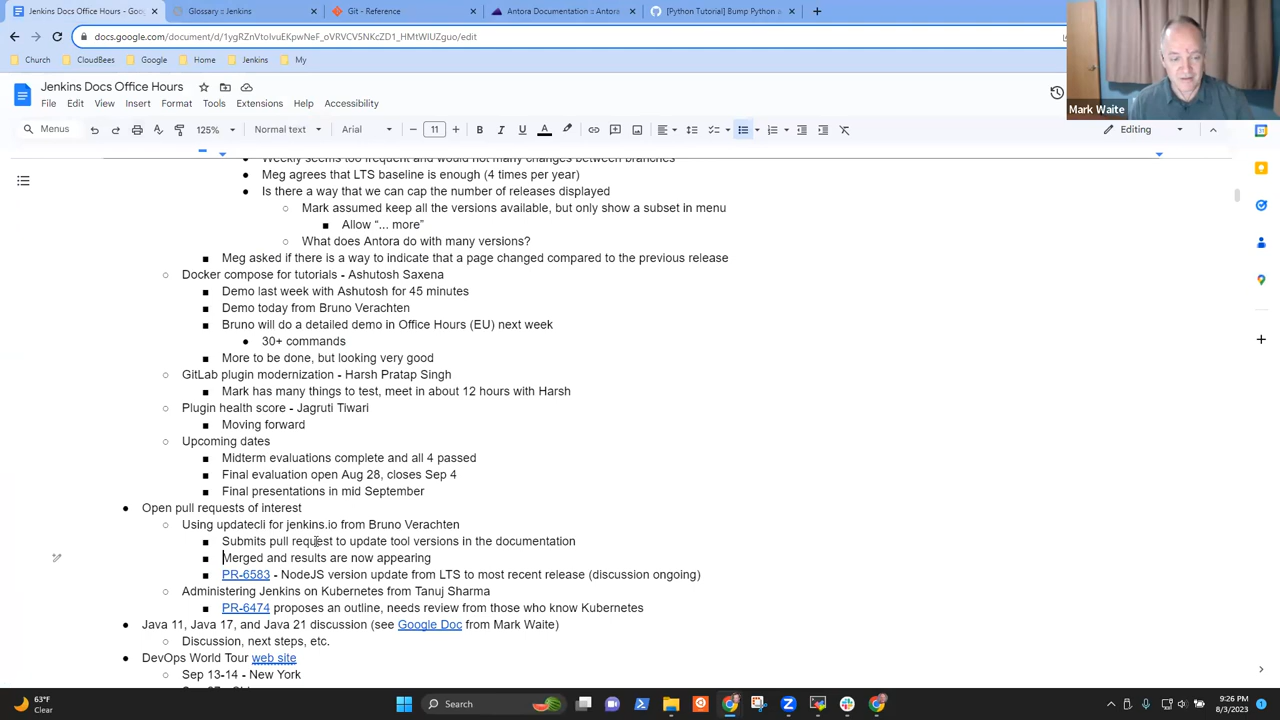 Jenkins Docs Office Hours - Goo
Glossary :: Jenkins
Git - Reference
Antora Documentation :: Antora
[Python Tutorial] Bump Python a
docs.google.com/document/d/1ygRZnVtoIvuEKpwNeF_oVRVCV5NKcZD1_HMtWIUZguo/edit
Church
CloudBees
Google
Home
Jenkins
My
Jenkins Docs Office Hours
File Edit View Insert Format Tools Extensions Help Accessibility
Mark Waite
Menus
125%
Normal text
Arial
11
Editing
Weekly seems too frequent and would not many changes between branches
Meg agrees that LTS baseline is enough (4 times per year)
Is there a way that we can cap the number of releases displayed
Mark assumed keep all the versions available, but only show a subset in menu
Allow “... more”
What does Antora do with many versions?
Meg asked if there is a way to indicate that a page changed compared to the previous release
Docker compose for tutorials - Ashutosh Saxena
Demo last week with Ashutosh for 45 minutes
Demo today from Bruno Verachten
Bruno will do a detailed demo in Office Hours (EU) next week
30+ commands
More to be done, but looking very good
GitLab plugin modernization - Harsh Pratap Singh
Mark has many things to test, meet in about 12 hours with Harsh
Plugin health score - Jagruti Tiwari
Moving forward
Upcoming dates
Midterm evaluations complete and all 4 passed
Final evaluation open Aug 28, closes Sep 4
Final presentations in mid September
Open pull requests of interest
Using updatecli for jenkins.io from Bruno Verachten
Submits pull request to update tool versions in the documentation
Merged and results are now appearing
PR-6583 - NodeJS version update from LTS to most recent release (discussion ongoing)
Administering Jenkins on Kubernetes from Tanuj Sharma
PR-6474 proposes an outline, needs review from those who know Kubernetes
Java 11, Java 17, and Java 21 discussion (see Google Doc from Mark Waite)
Discussion, next steps, etc.
DevOps World Tour web site
Sep 13-14 - New York
63°F
Clear
Search
9:26 PM
8/3/2023